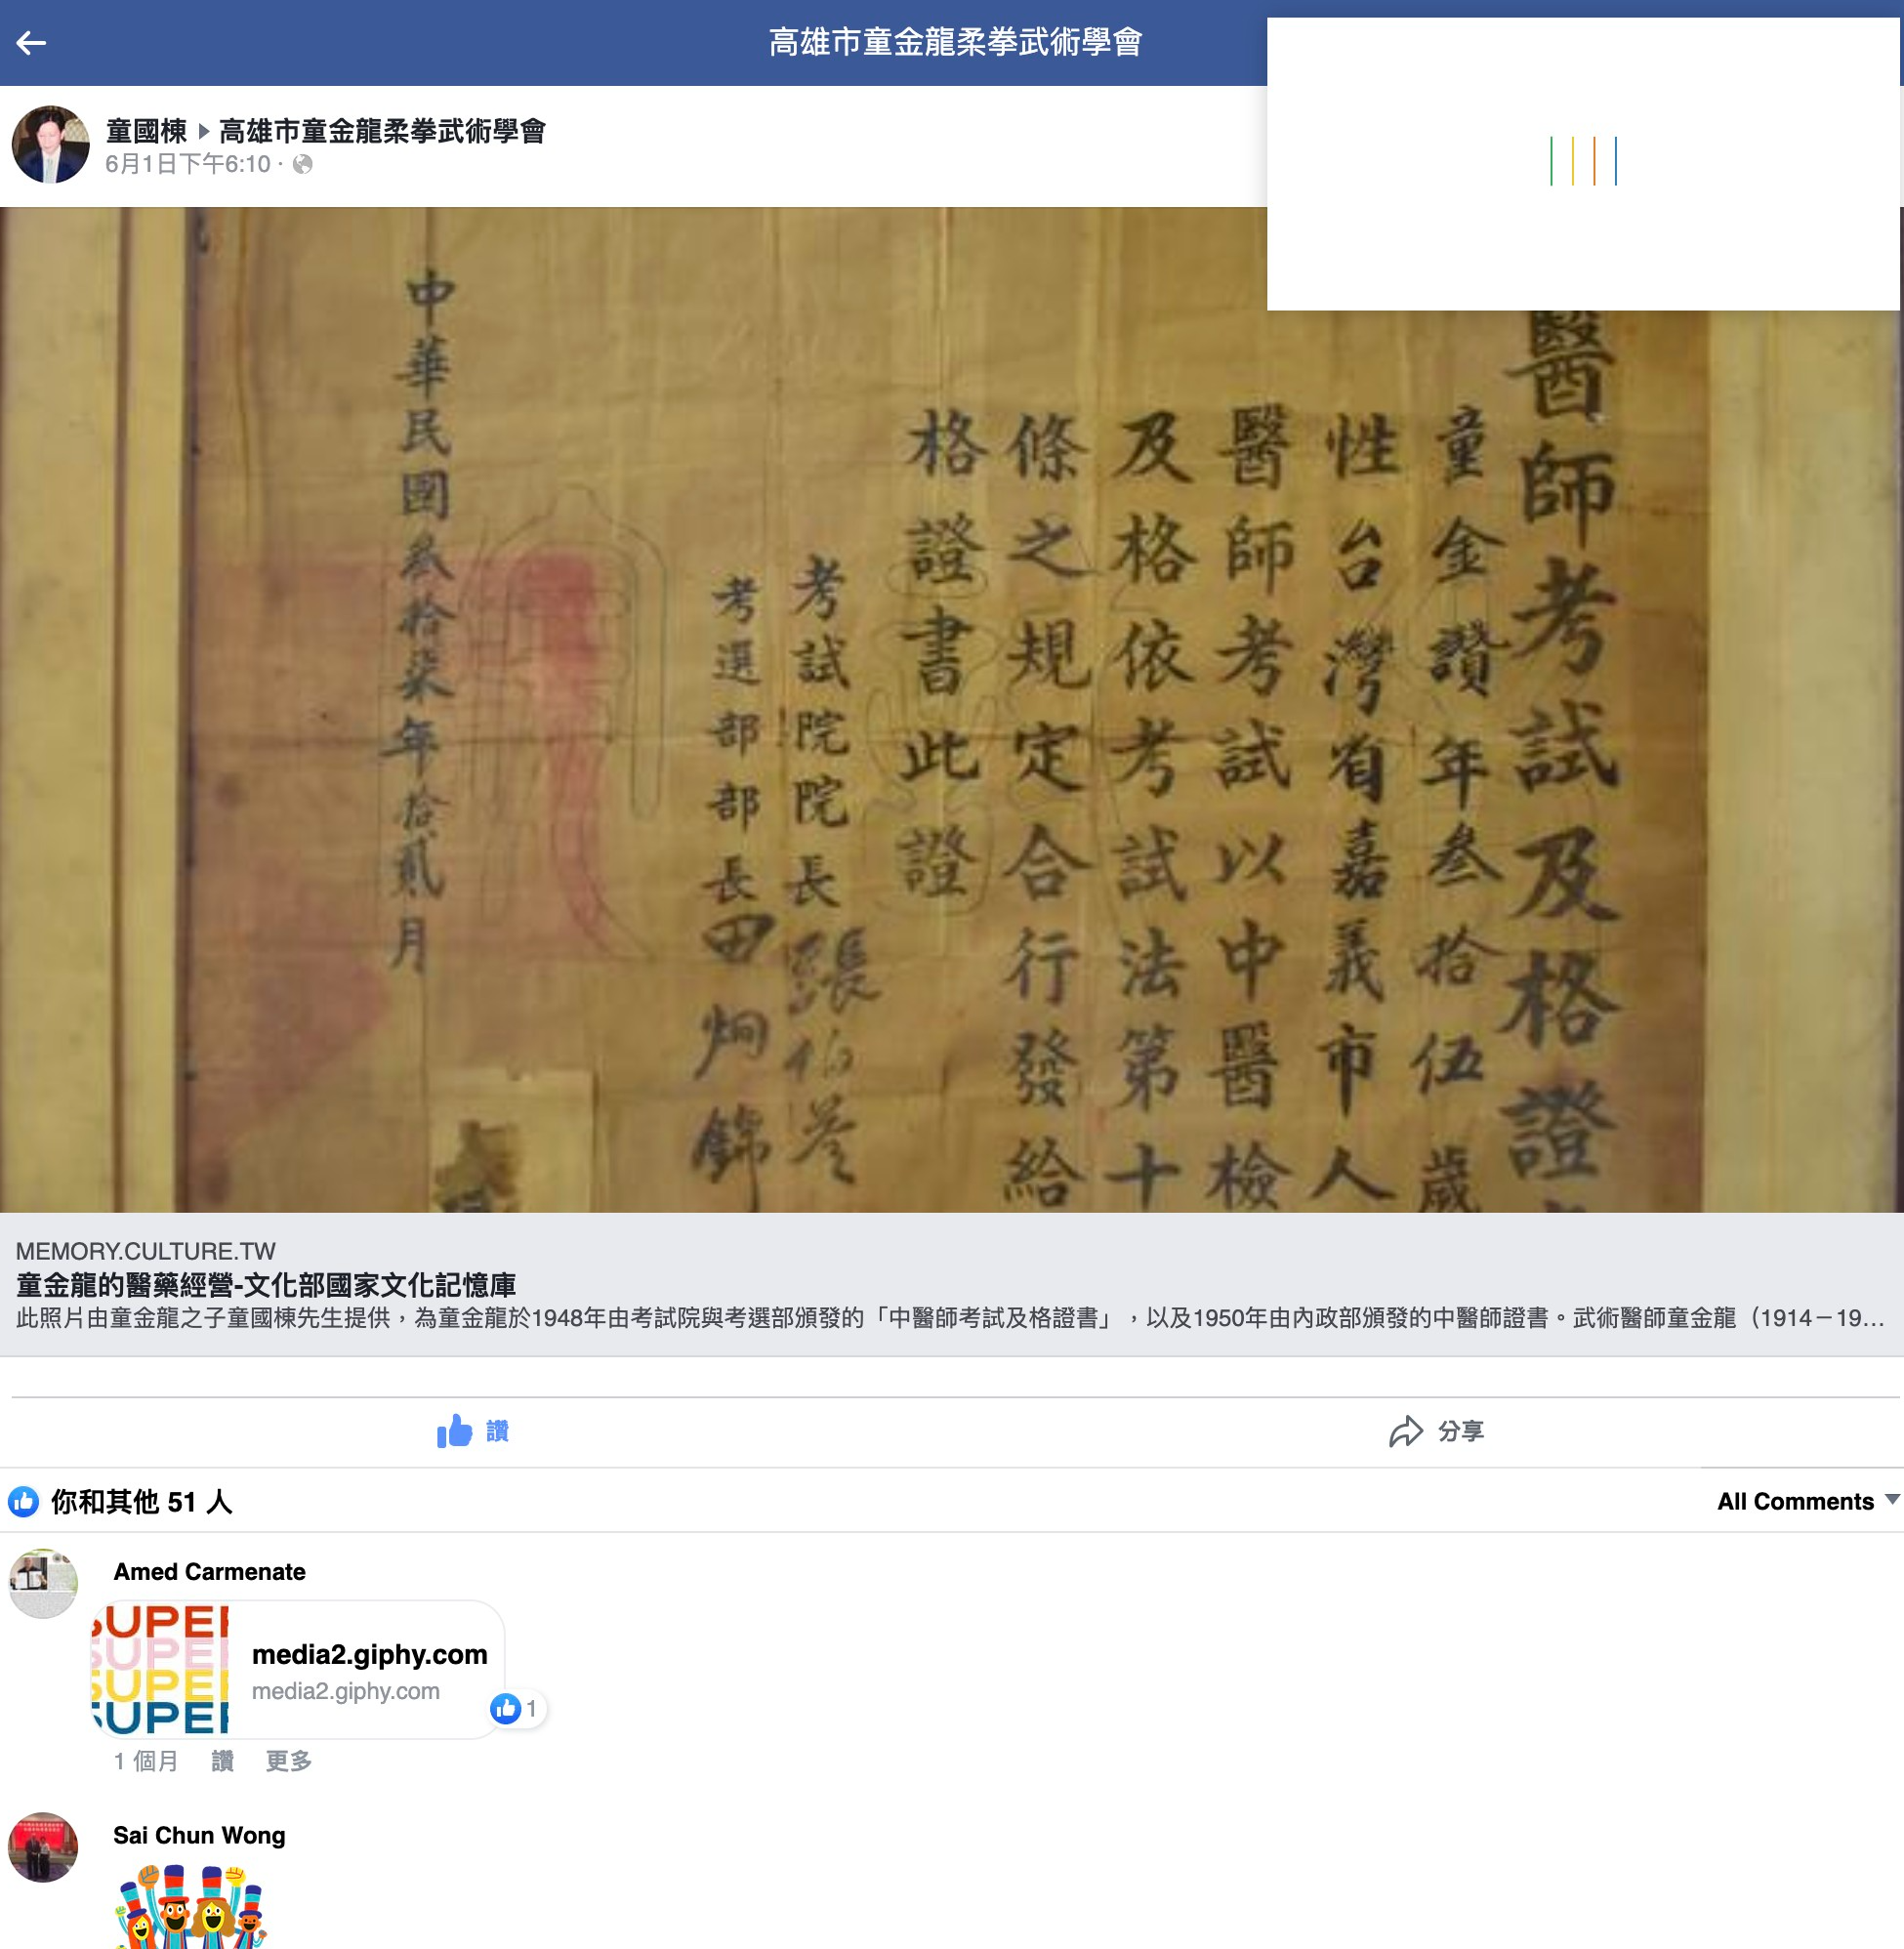 高雄市童金龍柔拳武術學會
童國棟 ▸ 高雄市童金龍柔拳武術學會
6月1日下午6:10 ·
醫師考試及格證
童金讚年叁拾伍歲
性台灣省嘉義市人
醫師考試以中醫檢
及格依考試法第十
條之規定合行發給
格證書此證
考試院院長張伯苓
考選部部長田炯錦
中華民國叁拾柒年拾貳月
MEMORY.CULTURE.TW
童金龍的醫藥經營-文化部國家文化記憶庫
此照片由童金龍之子童國棟先生提供，為童金龍於1948年由考試院與考選部頒發的「中醫師考試及格證書」，以及1950年由內政部頒發的中醫師證書。武術醫師童金龍（1914－19...
讚 分享
你和其他 51 人 All Comments
Amed Carmenate
SUPER
SUPER
SUPER
SUPER
media2.giphy.com
media2.giphy.com
1
1 個月 讚 更多
Sai Chun Wong